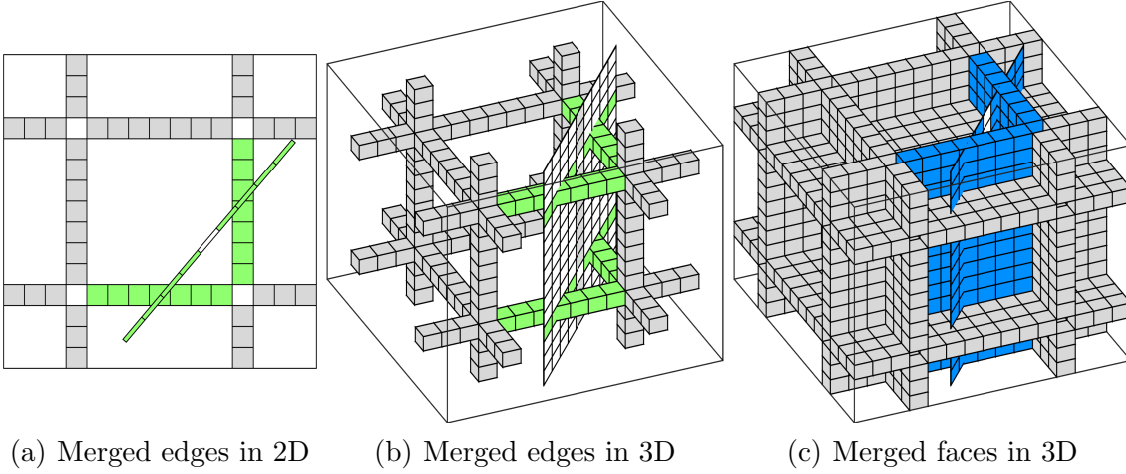 (a) Merged edges in 2D
(b) Merged edges in 3D
(c) Merged faces in 3D